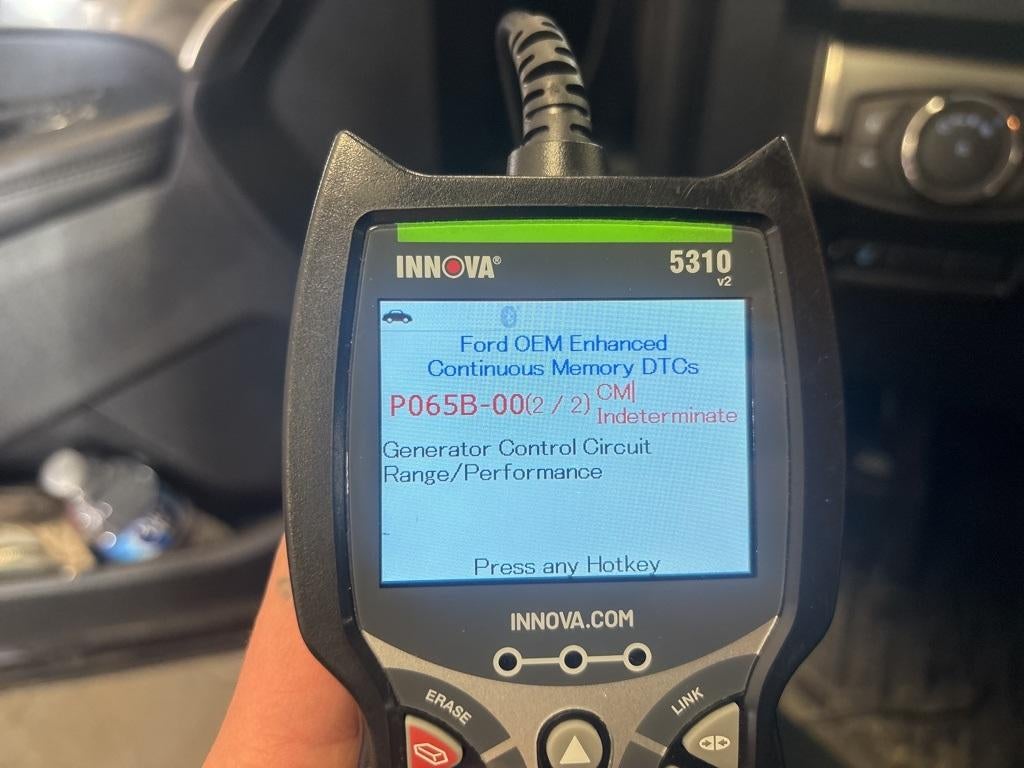 INNOVA®
5310
v2
Ford OEM Enhanced
Continuous Memory DTCs
P065B-00(2 / 2) CM|
Indeterminate
Generator Control Circuit
Range/Performance
Press any Hotkey
INNOVA.COM
ERASE
LINK